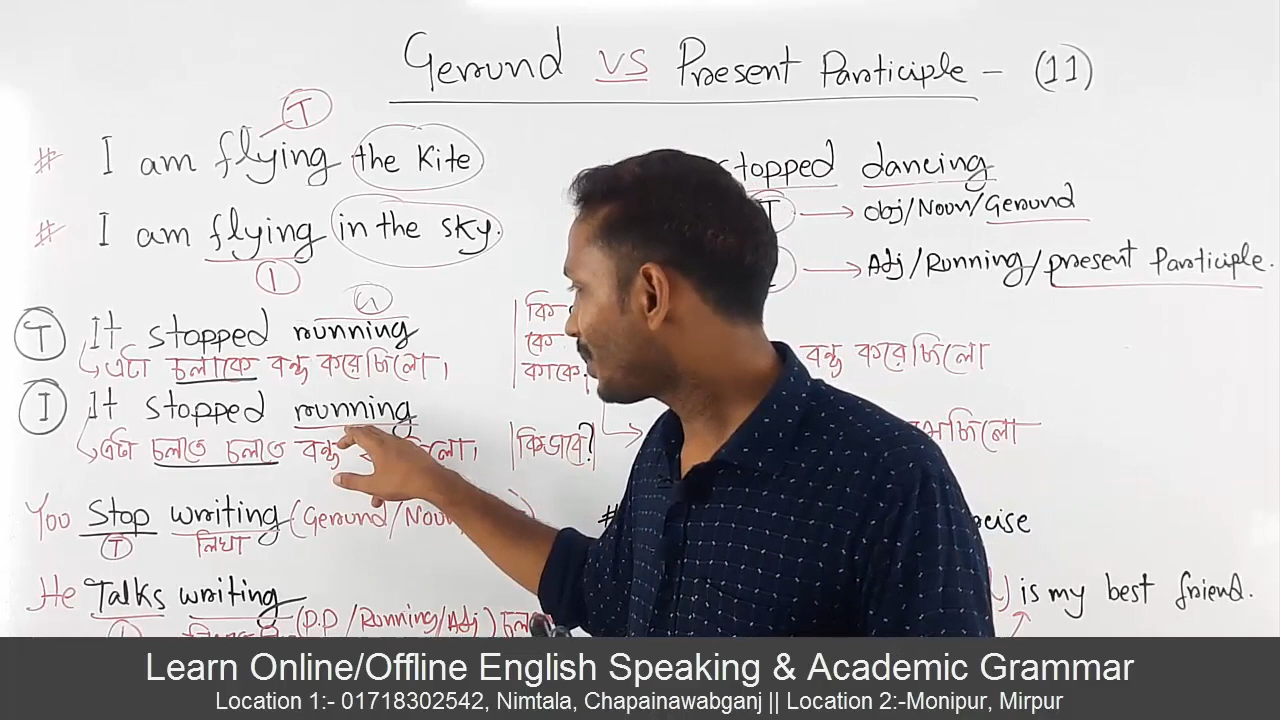 Gerund vs Present Participle - (11)
T
# I am flying the Kite
# I am flying in the sky.
I
stopped dancing
T → obj/Noun/Gerund
→ Adj/Running/present Participle.
G
T It stopped running
এটা চলাকে বন্ধ করেছিলো।
I It stopped running
এটা চলতে চলতে বন্ধ
কি
কে
কাকে
কিভাবে?
বন্ধ করেছিলো
You Stop writing (Gerund/Noun
T লিখা
He Talks writing
(P.P/Running/Adj)
is my best friend.
Learn Online/Offline English Speaking & Academic Grammar
Location 1:- 01718302542, Nimtala, Chapainawabganj || Location 2:-Monipur, Mirpur